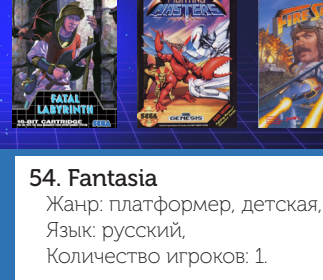 FATAL
LABYRINTH
16-BIT CARTRIDGE
SEGA
FIGHTING
MASTERS
SEGA
GENESIS
54. Fantasia
Жанр: платформер, детская,
Язык: русский,
Количество игроков: 1.